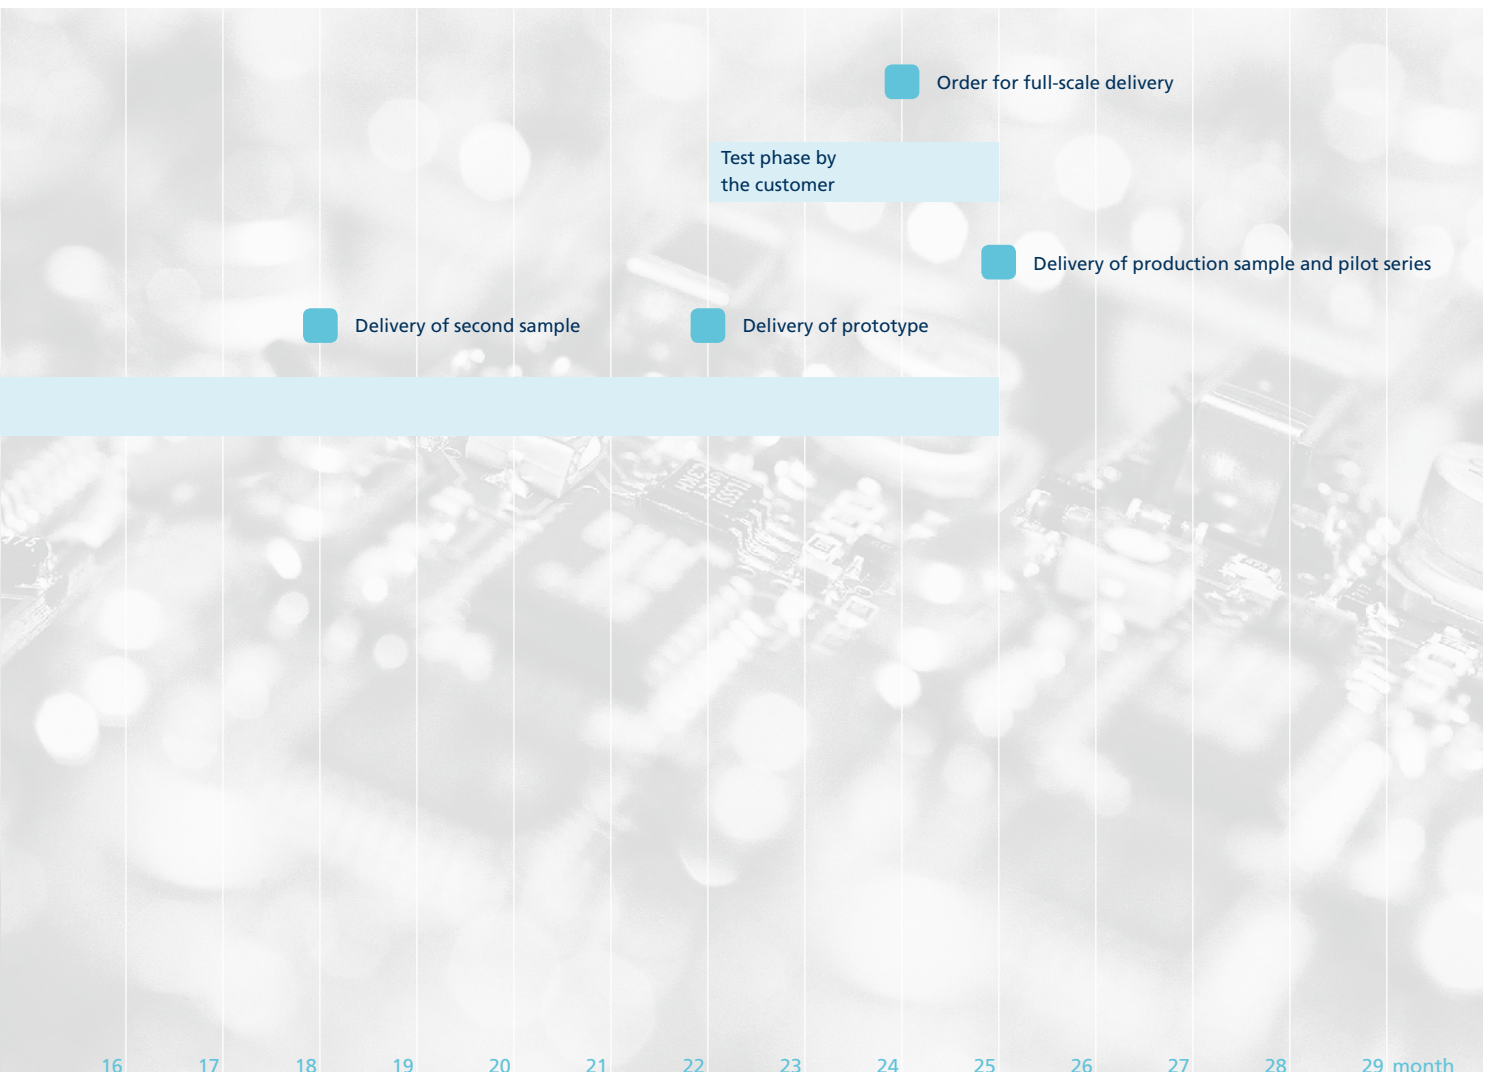 Order for full-scale delivery
Test phase by
the customer
Delivery of production sample and pilot series
Delivery of second sample
Delivery of prototype
16 17 18 19 20 21 22 23 24 25 26 27 28 29 month